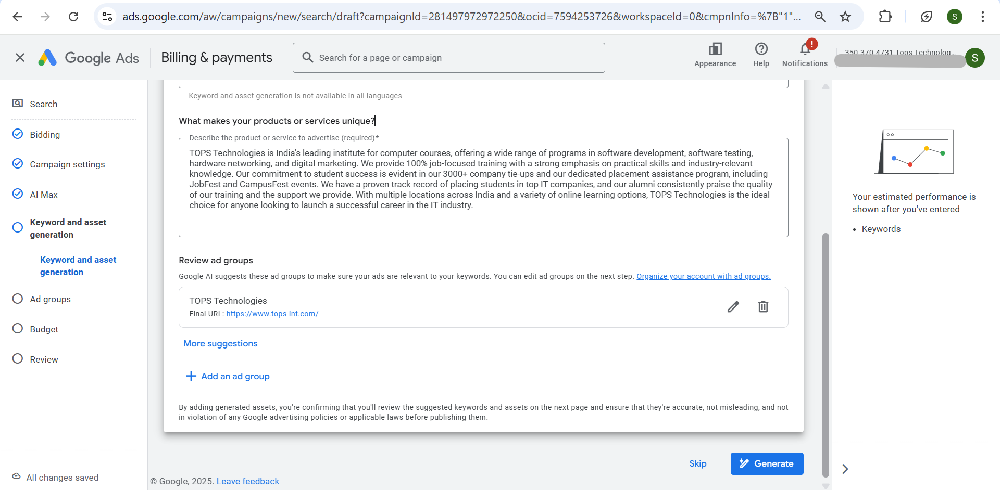 ads.google.com/aw/campaigns/new/search/draft?campaignId=281497972972250&ocid=7594253726&workspaceId=0&cmpnInfo=%7B"1"...
S
Google Ads
Billing & payments
Search for a page or campaign
Appearance
Help
!
Notifications
350-370-4731 Tops Technolog...
S
Search
Bidding
Campaign settings
AI Max
Keyword and asset
generation
Keyword and asset
generation
Ad groups
Budget
Review
All changes saved
Keyword and asset generation is not available in all languages
What makes your products or services unique?
Describe the product or service to advertise (required)*
TOPS Technologies is India's leading institute for computer courses, offering a wide range of programs in software development, software testing,
hardware networking, and digital marketing. We provide 100% job-focused training with a strong emphasis on practical skills and industry-relevant
knowledge. Our commitment to student success is evident in our 3000+ company tie-ups and our dedicated placement assistance program, including
JobFest and CampusFest events. We have a proven track record of placing students in top IT companies, and our alumni consistently praise the quality
of our training and the support we provide. With multiple locations across India and a variety of online learning options, TOPS Technologies is the ideal
choice for anyone looking to launch a successful career in the IT industry.
Review ad groups
Google AI suggests these ad groups to make sure your ads are relevant to your keywords. You can edit ad groups on the next step. Organize your account with ad groups.
TOPS Technologies
Final URL: https://www.tops-int.com/
More suggestions
Add an ad group
By adding generated assets, you're confirming that you'll review the suggested keywords and assets on the next page and ensure that they're accurate, not misleading, and not
in violation of any Google advertising policies or applicable laws before publishing them.
Skip
Generate
© Google, 2025. Leave feedback
Your estimated performance is
shown after you've entered
• Keywords